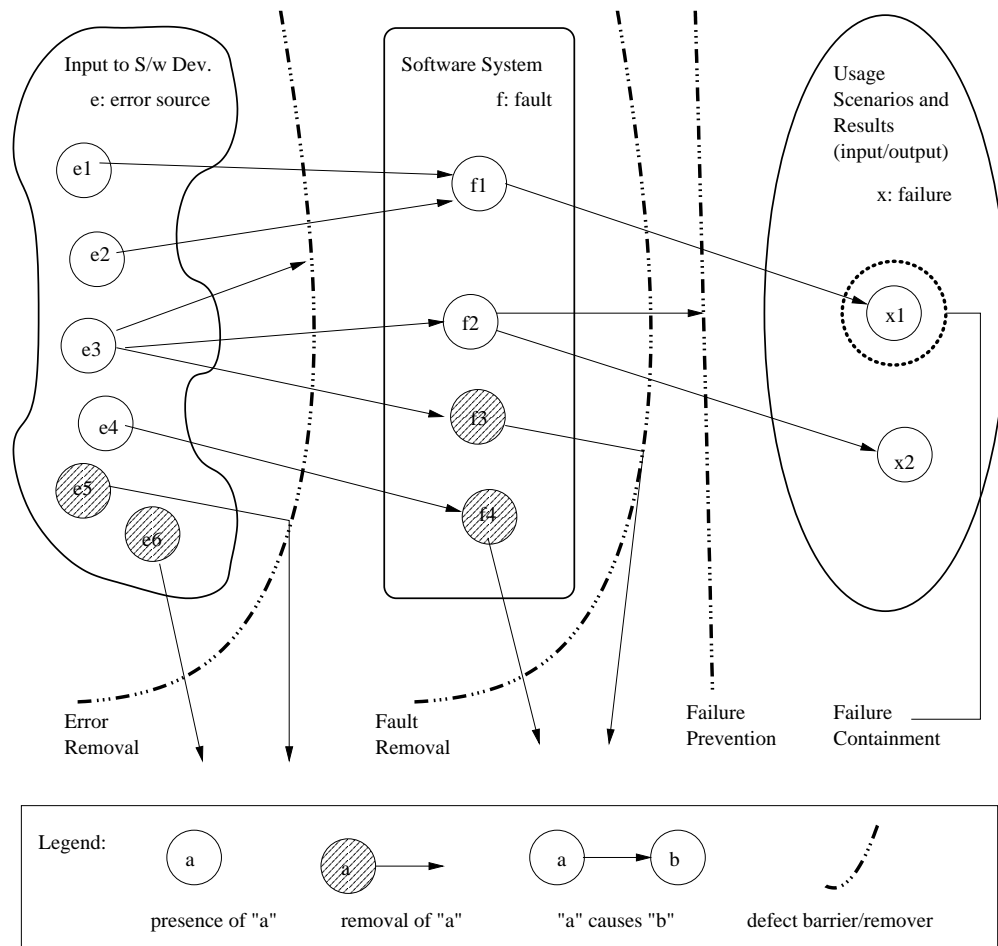 Input to S/w Dev.
e: error source
e1
e2
e3
e4
e5
e6
Software System
f: fault
f1
f2
f3
f4
Usage
Scenarios and
Results
(input/output)
x: failure
x1
x2
Error
Removal
Fault
Removal
Failure
Prevention
Failure
Containment
Legend:
a
a
a
b
presence of "a"
removal of "a"
"a" causes "b"
defect barrier/remover